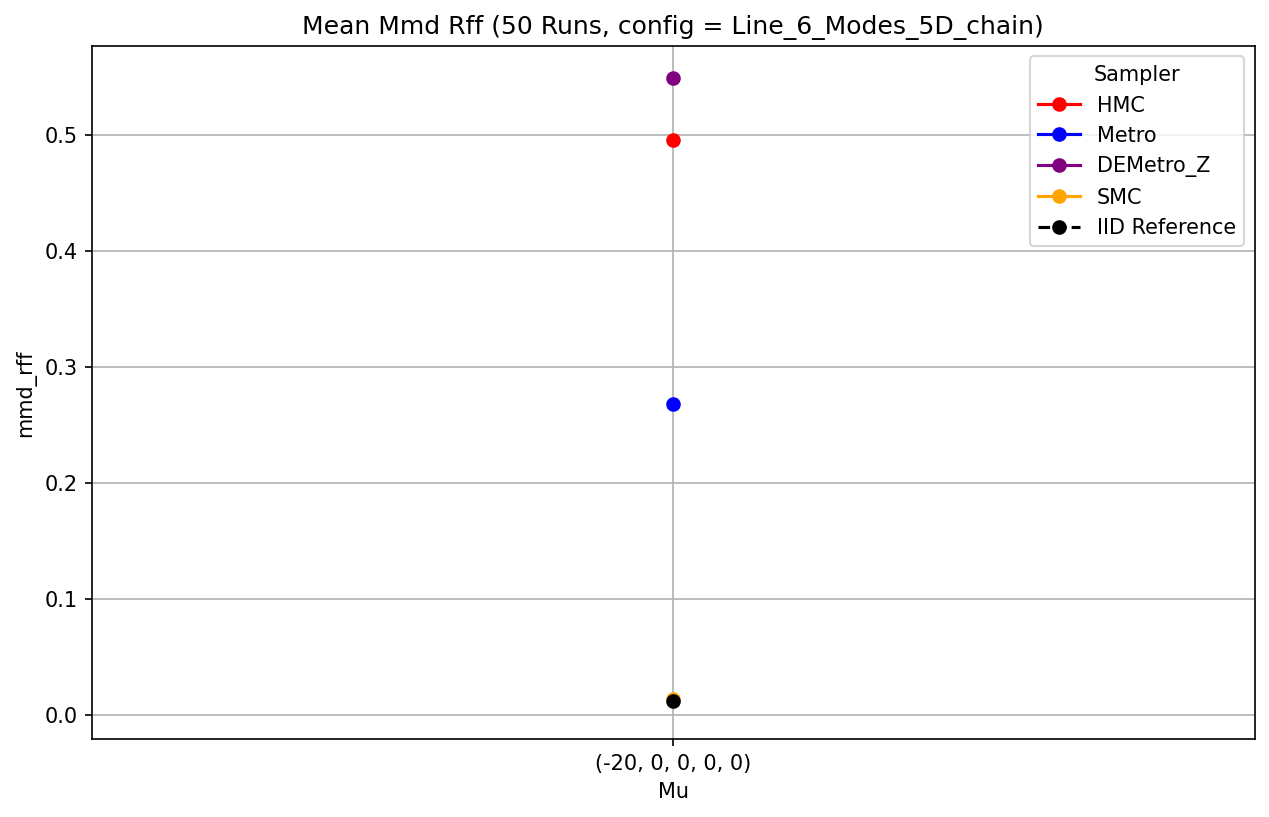 Mean Mmd Rff (50 Runs, config = Line_6_Modes_5D_chain)
Sampler
HMC
Metro
DEMetro_Z
SMC
IID Reference
mmd_rff
0.5
0.4
0.3
0.2
0.1
0.0
(-20, 0, 0, 0, 0)
Mu